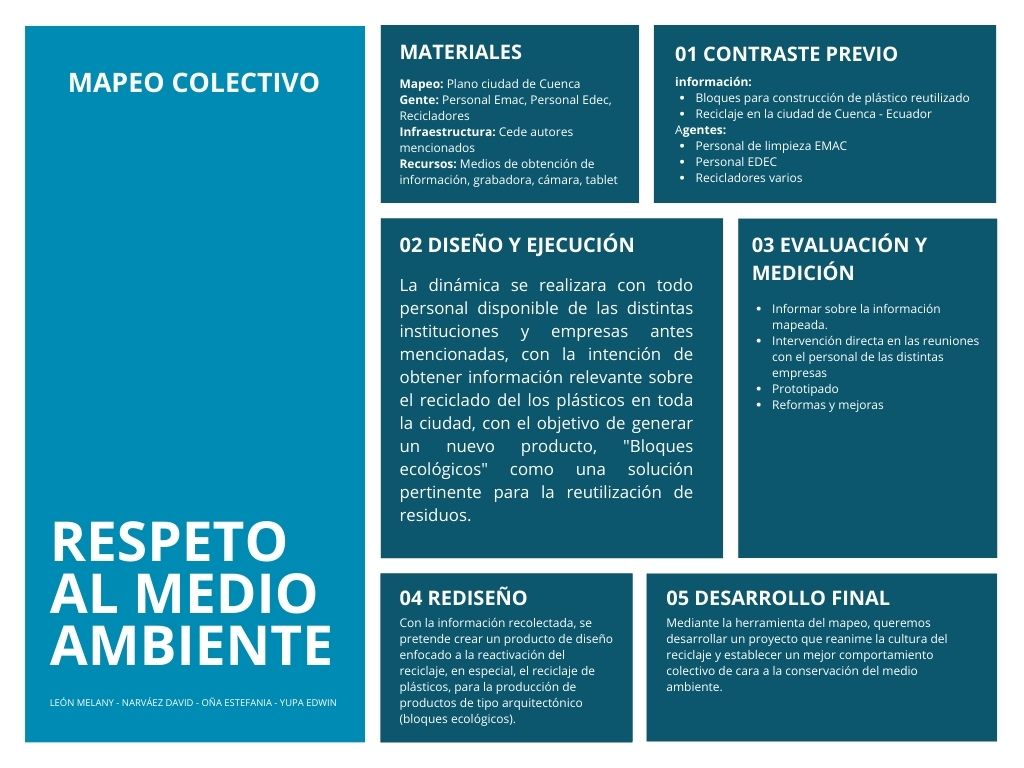 MAPEO COLECTIVO
RESPETO
AL MEDIO
AMBIENTE
LEÓN MELANY - NARVÁEZ DAVID - OÑA ESTEFANIA - YUPA EDWIN
MATERIALES
Mapeo: Plano ciudad de Cuenca
Gente: Personal Emac, Personal Edec,
Recicladores
Infraestructura: Cede autores
mencionados
Recursos: Medios de obtención de
información, grabadora, cámara, tablet
01 CONTRASTE PREVIO
información:
• Bloques para construcción de plástico reutilizado
• Reciclaje en la ciudad de Cuenca - Ecuador
Agentes:
• Personal de limpieza EMAC
• Personal EDEC
• Recicladores varios
02 DISEÑO Y EJECUCIÓN
La dinámica se realizara con todo
personal disponible de las distintas
instituciones y empresas antes
mencionadas, con la intención de
obtener información relevante sobre
el reciclado del los plásticos en toda
la ciudad, con el objetivo de generar
un nuevo producto, "Bloques
ecológicos" como una solución
pertinente para la reutilización de
residuos.
03 EVALUACIÓN Y
MEDICIÓN
• Informar sobre la información
mapeada.
• Intervención directa en las reuniones
con el personal de las distintas
empresas
• Prototipado
• Reformas y mejoras
04 REDISEÑO
Con la información recolectada, se
pretende crear un producto de diseño
enfocado a la reactivación del
reciclaje, en especial, el reciclaje de
plásticos, para la producción de
productos de tipo arquitectónico
(bloques ecológicos).
05 DESARROLLO FINAL
Mediante la herramienta del mapeo, queremos
desarrollar un proyecto que reanime la cultura del
reciclaje y establecer un mejor comportamiento
colectivo de cara a la conservación del medio
ambiente.